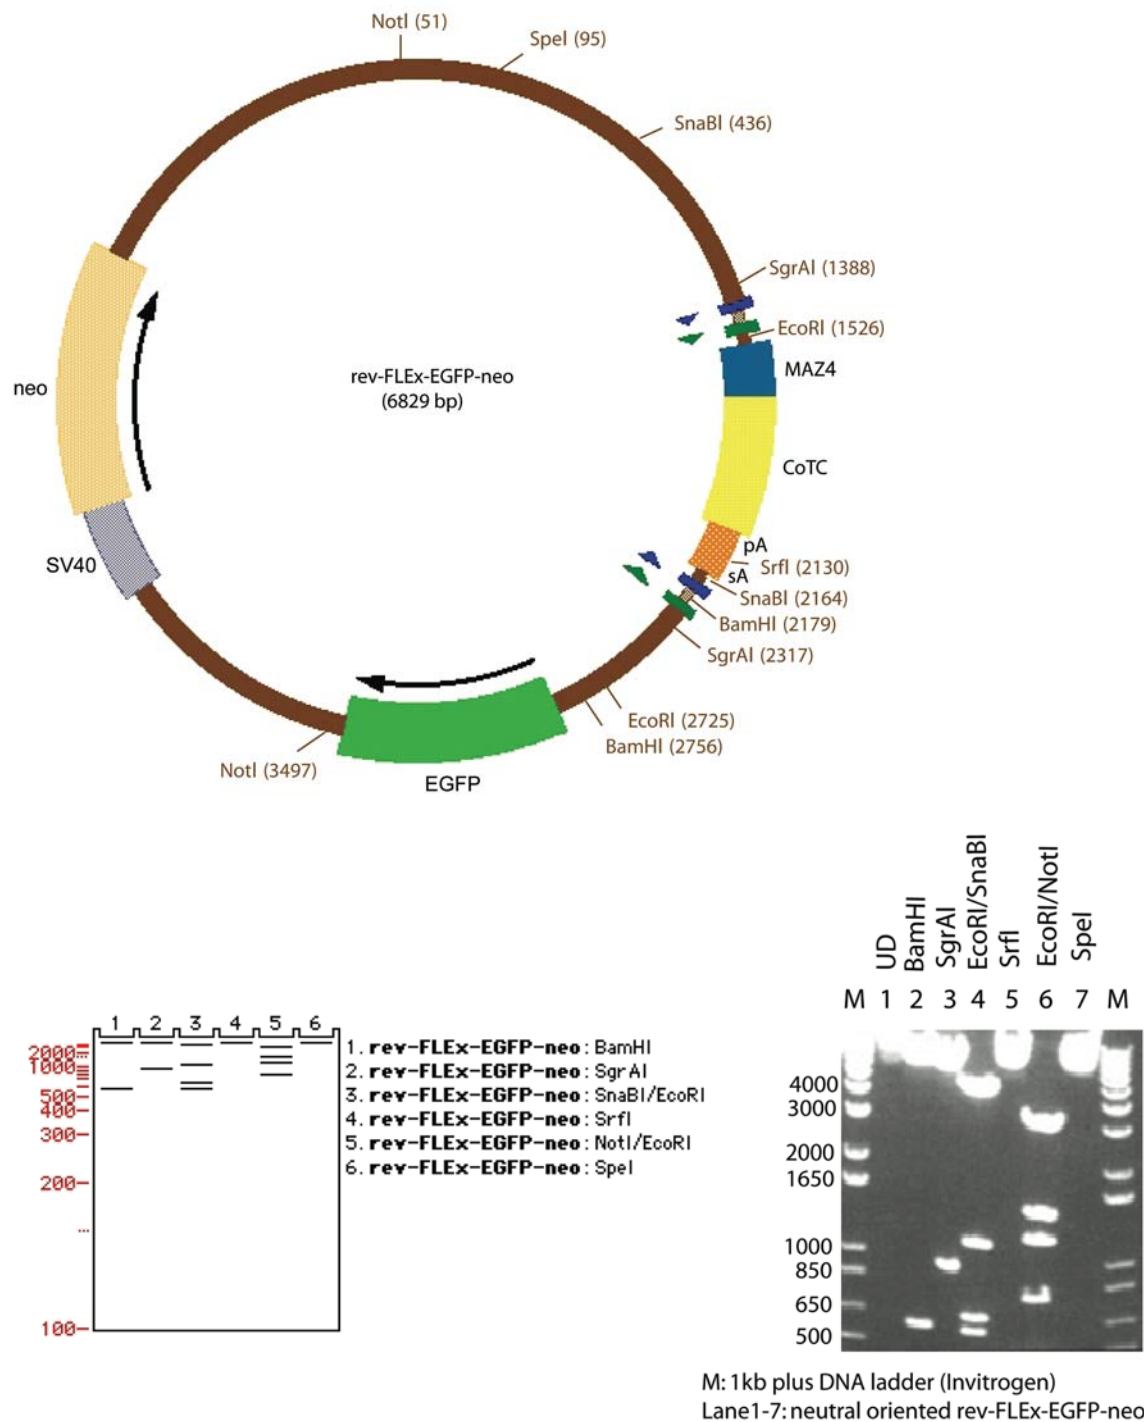 NotI (51)
SpeI (95)
SnaBI (436)
SgrAI (1388)
EcoRI (1526)
MAZ4
CoTC
pA
SrfI (2130)
sA
SnaBI (2164)
BamHI (2179)
SgrAI (2317)
EcoRI (2725)
BamHI (2756)
NotI (3497)
EGFP
SV40
neo
rev-FLEx-EGFP-neo
(6829 bp)
1 2 3 4 5 6
2000
1000
500
400
300
200
100
1. rev-FLEx-EGFP-neo: BamHI
2. rev-FLEx-EGFP-neo: SgrAI
3. rev-FLEx-EGFP-neo: SnaBI/EcoRI
4. rev-FLEx-EGFP-neo: SrfI
5. rev-FLEx-EGFP-neo: NotI/EcoRI
6. rev-FLEx-EGFP-neo: SpeI
UD
BamHI
SgrAI
EcoRI/SnaBI
SrfI
EcoRI/NotI
SpeI
M 1 2 3 4 5 6 7 M
4000
3000
2000
1650
1000
850
650
500
M: 1kb plus DNA ladder (Invitrogen)
Lane1-7: neutral oriented rev-FLEx-EGFP-neo